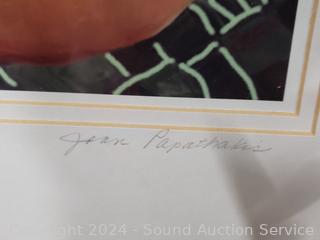 Joan Papathakis
Copyright 2024 - Sound Auction Service